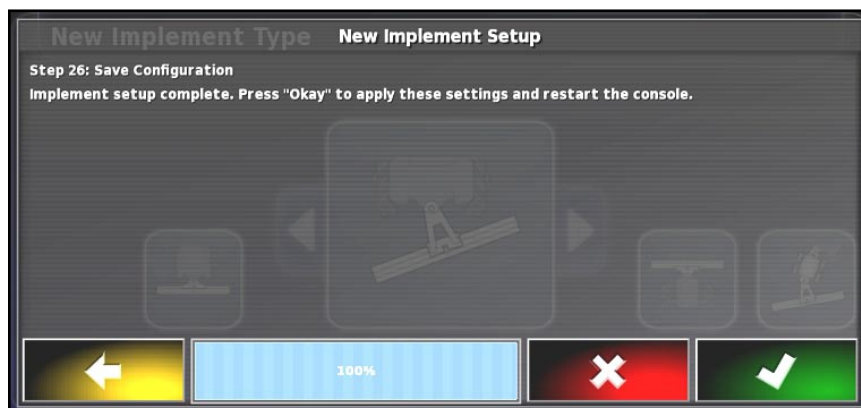 New Implement Type
New Implement Setup
Step 26: Save Configuration
Implement setup complete. Press "Okay" to apply these settings and restart the console.
100%